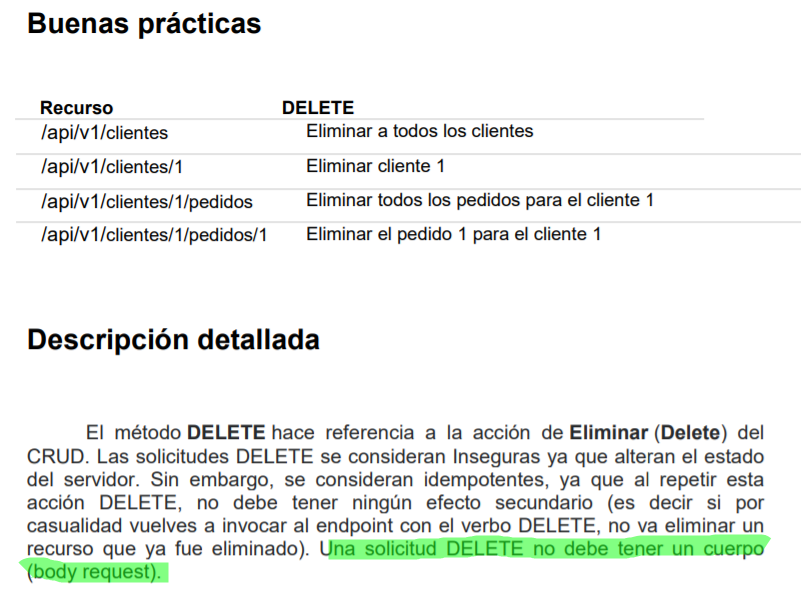 Buenas prácticas
Recurso DELETE
/api/v1/clientes Eliminar a todos los clientes
/api/v1/clientes/1 Eliminar cliente 1
/api/v1/clientes/1/pedidos Eliminar todos los pedidos para el cliente 1
/api/v1/clientes/1/pedidos/1 Eliminar el pedido 1 para el cliente 1
Descripción detallada
El método DELETE hace referencia a la acción de Eliminar (Delete) del
CRUD. Las solicitudes DELETE se consideran Inseguras ya que alteran el estado
del servidor. Sin embargo, se consideran idempotentes, ya que al repetir esta
acción DELETE, no debe tener ningún efecto secundario (es decir si por
casualidad vuelves a invocar al endpoint con el verbo DELETE, no va eliminar un
recurso que ya fue eliminado). Una solicitud DELETE no debe tener un cuerpo
(body request).